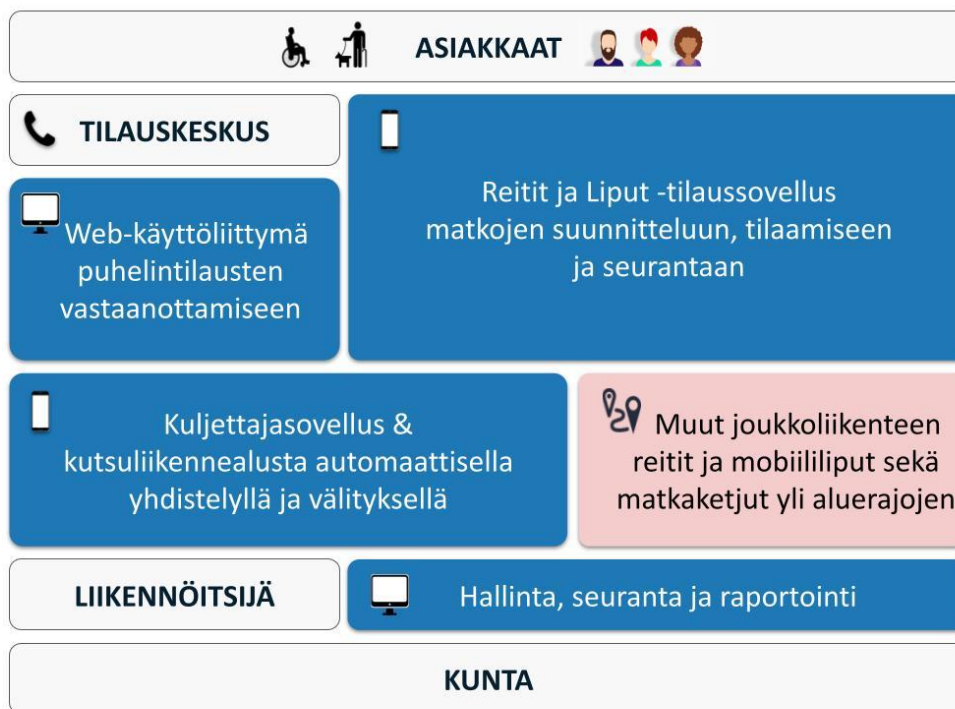 ASIAKKAAT
TILAUSKESKUS
Web-käyttöliittymä
puhelintilausten
vastaanottamiseen
Reitit ja Liput -tilaussovellus
matkojen suunnitteluun, tilaamiseen
ja seurantaan
Kuljettajasovellus &
kutsuliikennealusta automaattisella
yhdistelyllä ja välityksellä
Muut joukkoliikenteen
reitit ja mobiililiput sekä
matkaketjut yli aluerajojen
LIIKENNÖITSIJÄ
Hallinta, seuranta ja raportointi
KUNTA